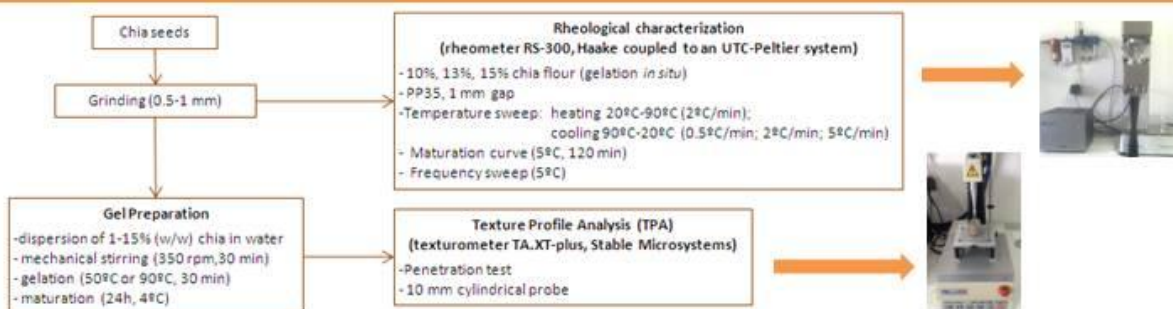 Chia seeds
Grinding (0.5-1 mm)
Rheological characterization
(rheometer RS-300, Haake coupled to an UTC-Peltier system)
- 10%, 13%, 15% chia flour (gelation in situ)
- PP35, 1 mm gap
-Temperature sweep: heating 20ºC-90ºC (2ºC/min);
cooling 90ºC-20ºC (0.5ºC/min; 2ºC/min; 5ºC/min)
- Maturation curve (5ºC, 120 min)
- Frequency sweep (5ºC)
Gel Preparation
-dispersion of 1-15% (w/w) chia in water
- mechanical stirring (350 rpm,30 min)
- gelation (50ºC or 90ºC, 30 min)
- maturation (24h, 4ºC)
Texture Profile Analysis (TPA)
(texturometer TA.XT-plus, Stable Microsystems)
-Penetration test
- 10 mm cylindrical probe